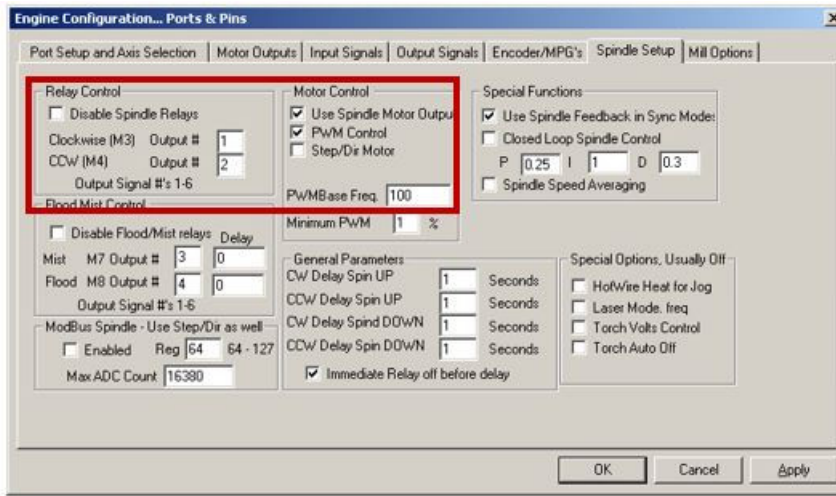 Engine Configuration... Ports & Pins
Port Setup and Axis Selection
Motor Outputs
Input Signals
Output Signals
Encoder/MPG's
Spindle Setup
Mill Options
Relay Control
Disable Spindle Relays
Clockwise (M3) Output # 1
CCW (M4) Output # 2
Output Signal #'s 1-6
Flood Mist Control
Disable Flood/Mist relays Delay
Mist M7 Output # 3 0
Flood M8 Output # 4 0
Output Signal #'s 1-6
ModBus Spindle - Use Step/Dir as well
Enabled Reg 64 64 - 127
Max ADC Count 16380
Motor Control
Use Spindle Motor Outpu
PWM Control
Step/Dir Motor
PWMBase Freq. 100
Minimum PWM 1 %
General Parameters
CW Delay Spin UP 1 Seconds
CCW Delay Spin UP 1 Seconds
CW Delay Spind DOWN 1 Seconds
CCW Delay Spin DOWN 1 Seconds
Immediate Relay off before delay
Special Functions
Use Spindle Feedback in Sync Modes
Closed Loop Spindle Control
P 0.25 I 1 D 0.3
Spindle Speed Averaging
Special Options, Usually Off
HotWire Heat for Jog
Laser Mode. freq
Torch Volts Control
Torch Auto Off
OK
Cancel
Apply